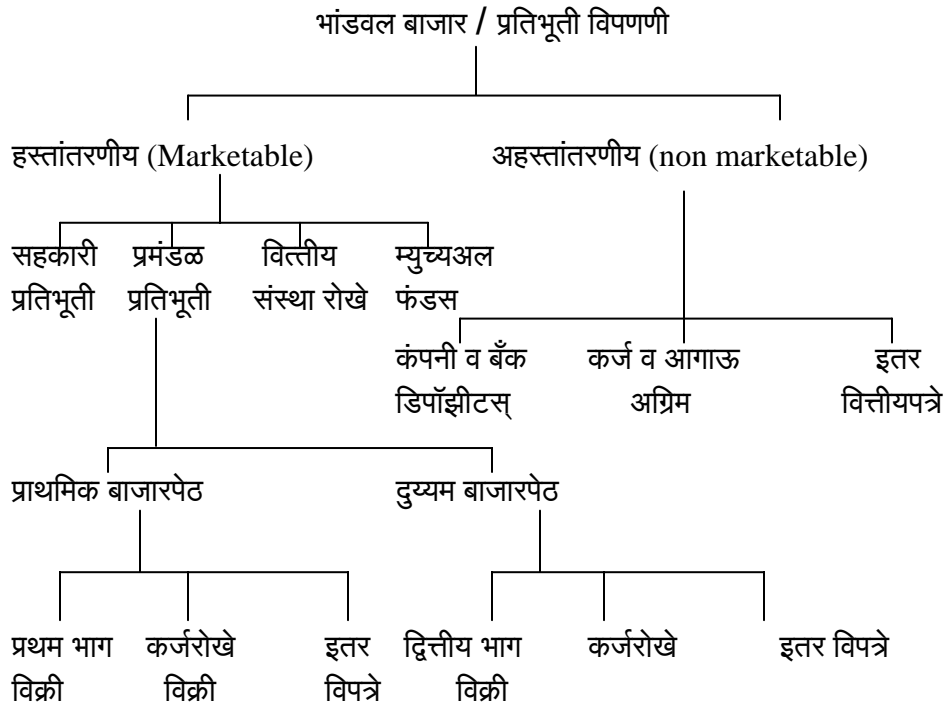 भांडवल बाजार / प्रतिभूती विपणणी
हस्तांतरणीय (Marketable) अहस्तांतरणीय (non marketable)
सहकारी प्रमंडळ वित्तीय म्युच्यअल
प्रतिभूती प्रतिभूती संस्था रोखे फंडस
कंपनी व बँक कर्ज व आगाऊ इतर
डिपॉझीटस् अग्रिम वित्तीयपत्रे
प्राथमिक बाजारपेठ दुय्यम बाजारपेठ
प्रथम भाग कर्जरोखे इतर द्वित्तीय भाग कर्जरोखे इतर विपत्रे
विक्री विक्री विपत्रे विक्री